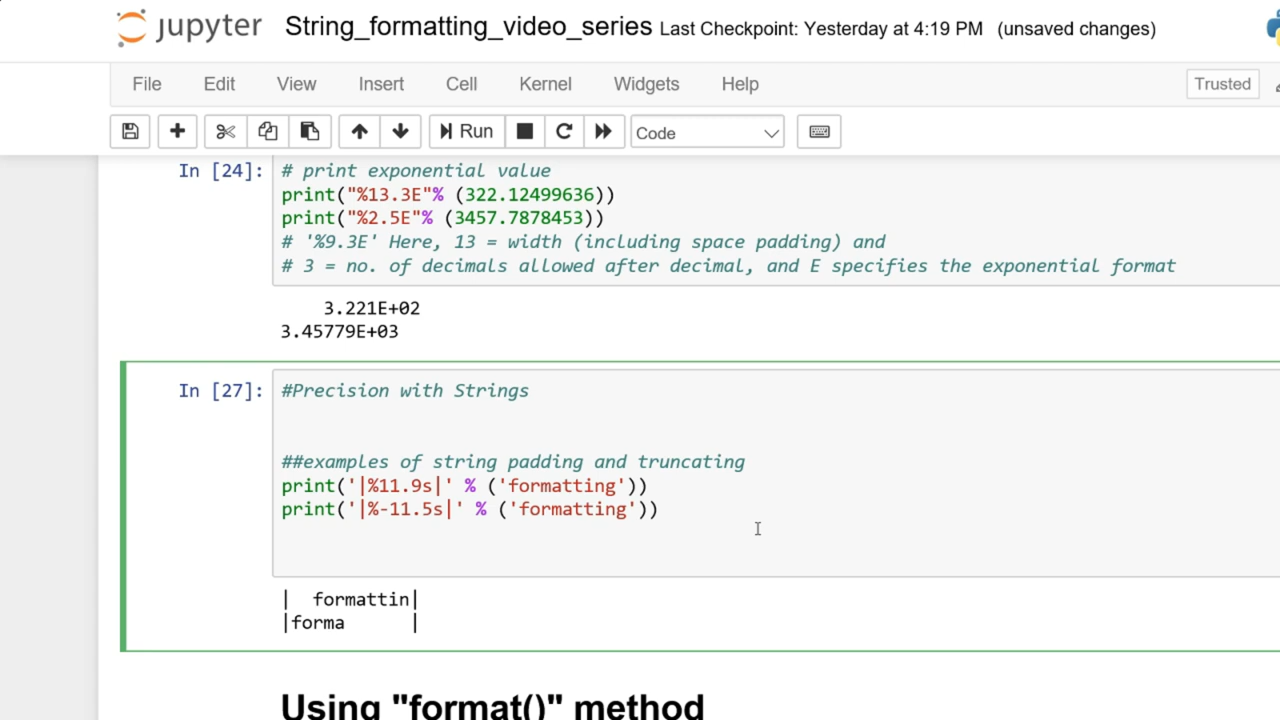 jupyter String_formatting_video_series Last Checkpoint: Yesterday at 4:19 PM (unsaved changes)
File Edit View Insert Cell Kernel Widgets Help Trusted
Run Code
In [24]: # print exponential value
print("%13.3E"% (322.12499636))
print("%2.5E"% (3457.7878453))
# '%9.3E' Here, 13 = width (including space padding) and
# 3 = no. of decimals allowed after decimal, and E specifies the exponential format
    3.221E+02
3.45779E+03
In [27]: #Precision with Strings
##examples of string padding and truncating
print('|%11.9s|' % ('formatting'))
print('|%-11.5s|' % ('formatting'))
|  formattin|
|forma      |
Using "format()" method